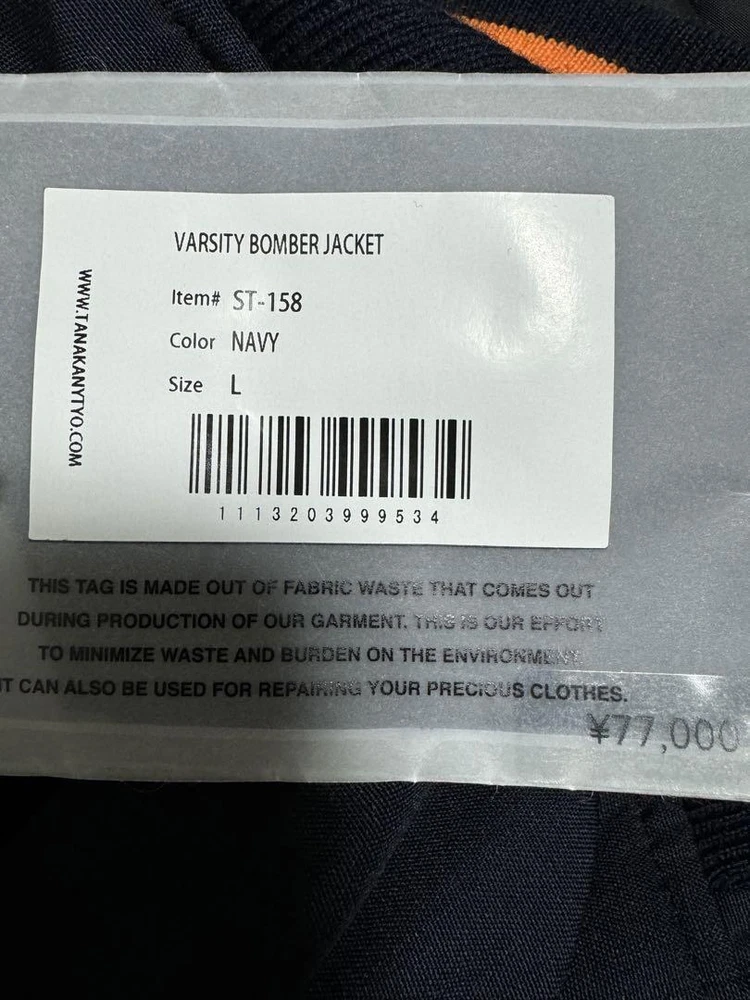 VARSITY BOMBER JACKET
Item# ST-158
Color NAVY
Size L
1113203999534
WWW.TANAKANYTYO.COM
THIS TAG IS MADE OUT OF FABRIC WASTE THAT COMES OUT
DURING PRODUCTION OF OUR GARMENT. THIS IS OUR EFFORT
TO MINIMIZE WASTE AND BURDEN ON THE ENVIRONMENT.
IT CAN ALSO BE USED FOR REPAIRING YOUR PRECIOUS CLOTHES.
¥77,000